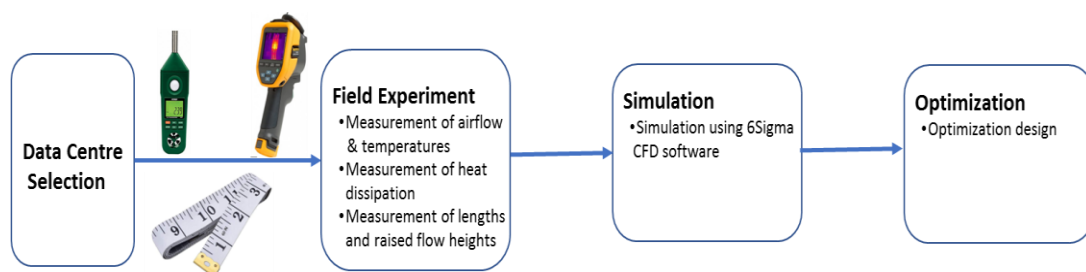 Data Centre
Selection
Field Experiment
•Measurement of airflow
& temperatures
•Measurement of heat
dissipation
•Measurement of lengths
and raised flow heights
Simulation
•Simulation using 6Sigma
CFD software
Optimization
•Optimization design